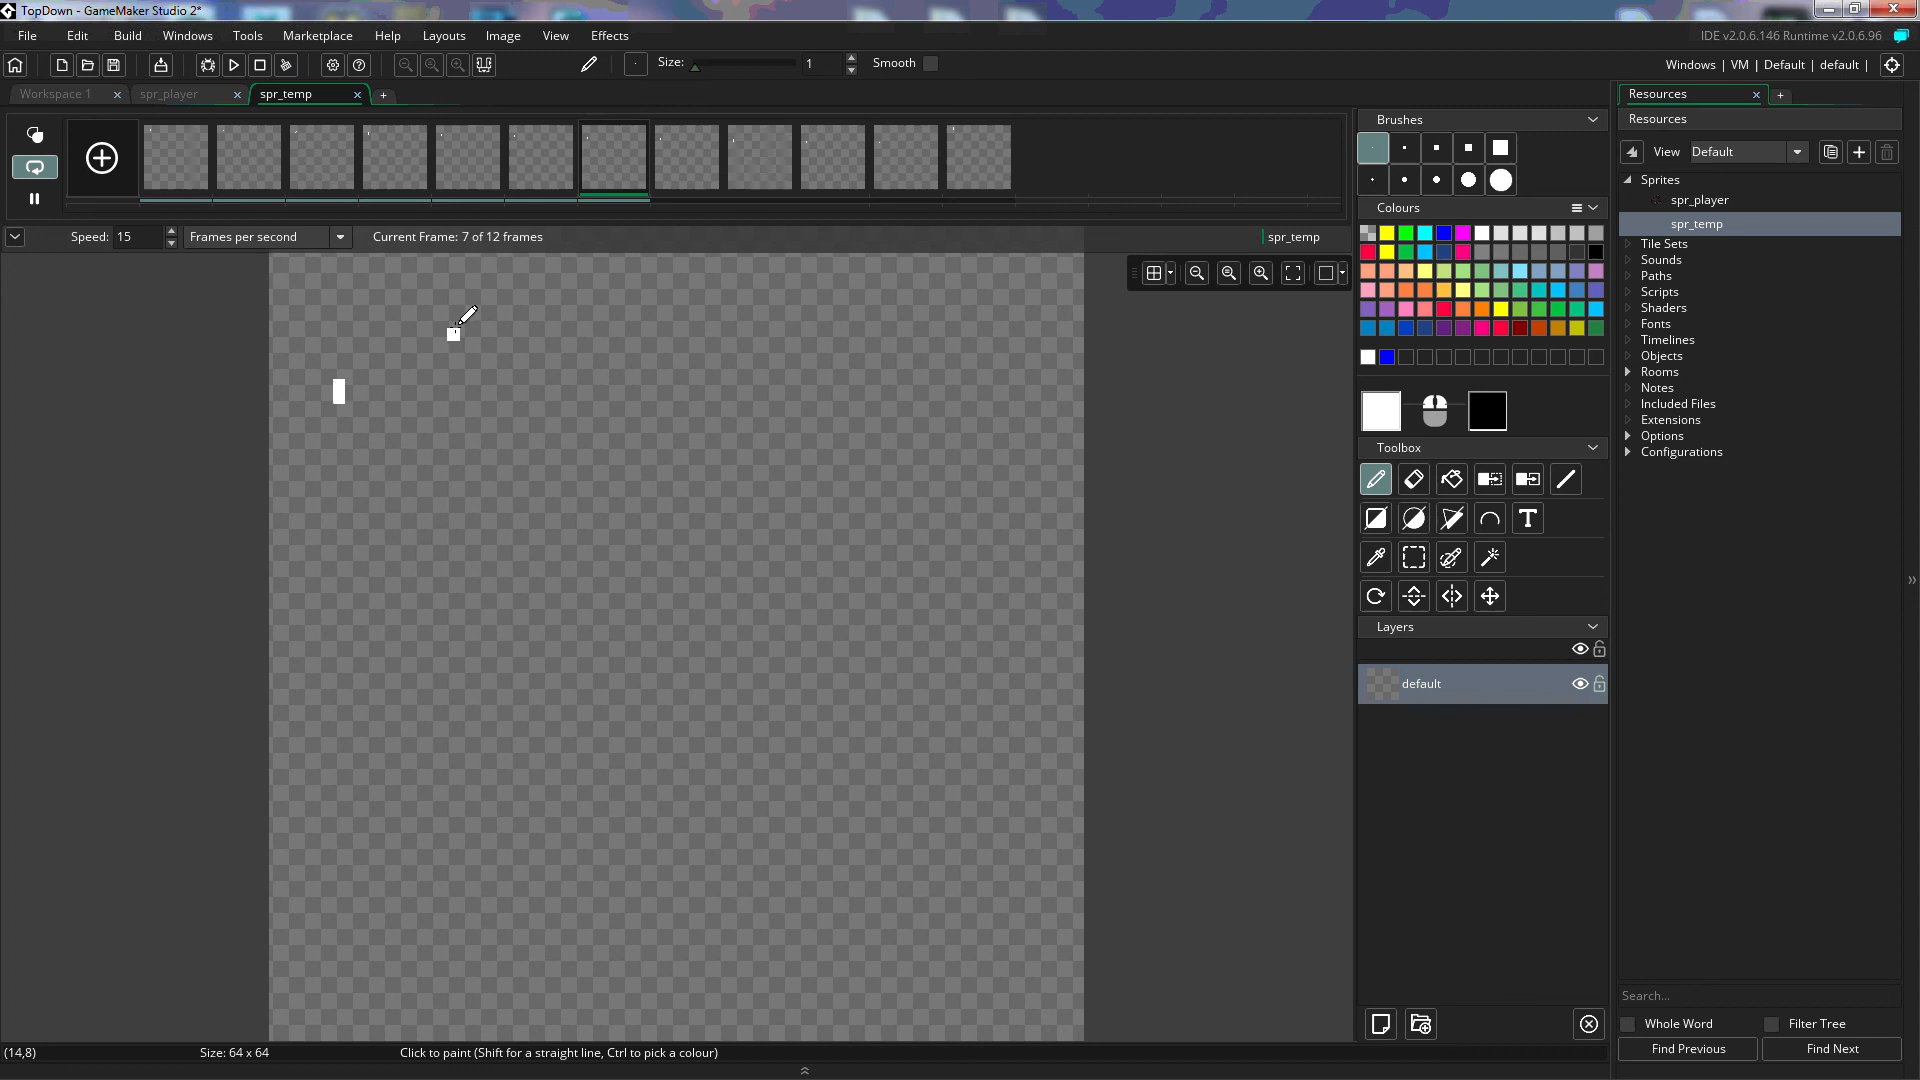 TopDown - GameMaker Studio 2*
File Edit Build Windows Tools Marketplace Help Layouts Image View Effects
IDE v2.0.6.146 Runtime v2.0.6.96
Size: 1 Smooth
Windows | VM | Default | default |
Workspace 1 spr_player spr_temp
Resources
Brushes
Resources
View Default
Sprites
spr_player
spr_temp
Tile Sets
Sounds
Paths
Scripts
Shaders
Fonts
Timelines
Objects
Rooms
Notes
Included Files
Extensions
Options
Configurations
Colours
Speed: 15 Frames per second Current Frame: 7 of 12 frames spr_temp
Toolbox
T
Layers
default
Search...
Whole Word Filter Tree
Find Previous Find Next
(14,8) Size: 64 x 64 Click to paint (Shift for a straight line, Ctrl to pick a colour)